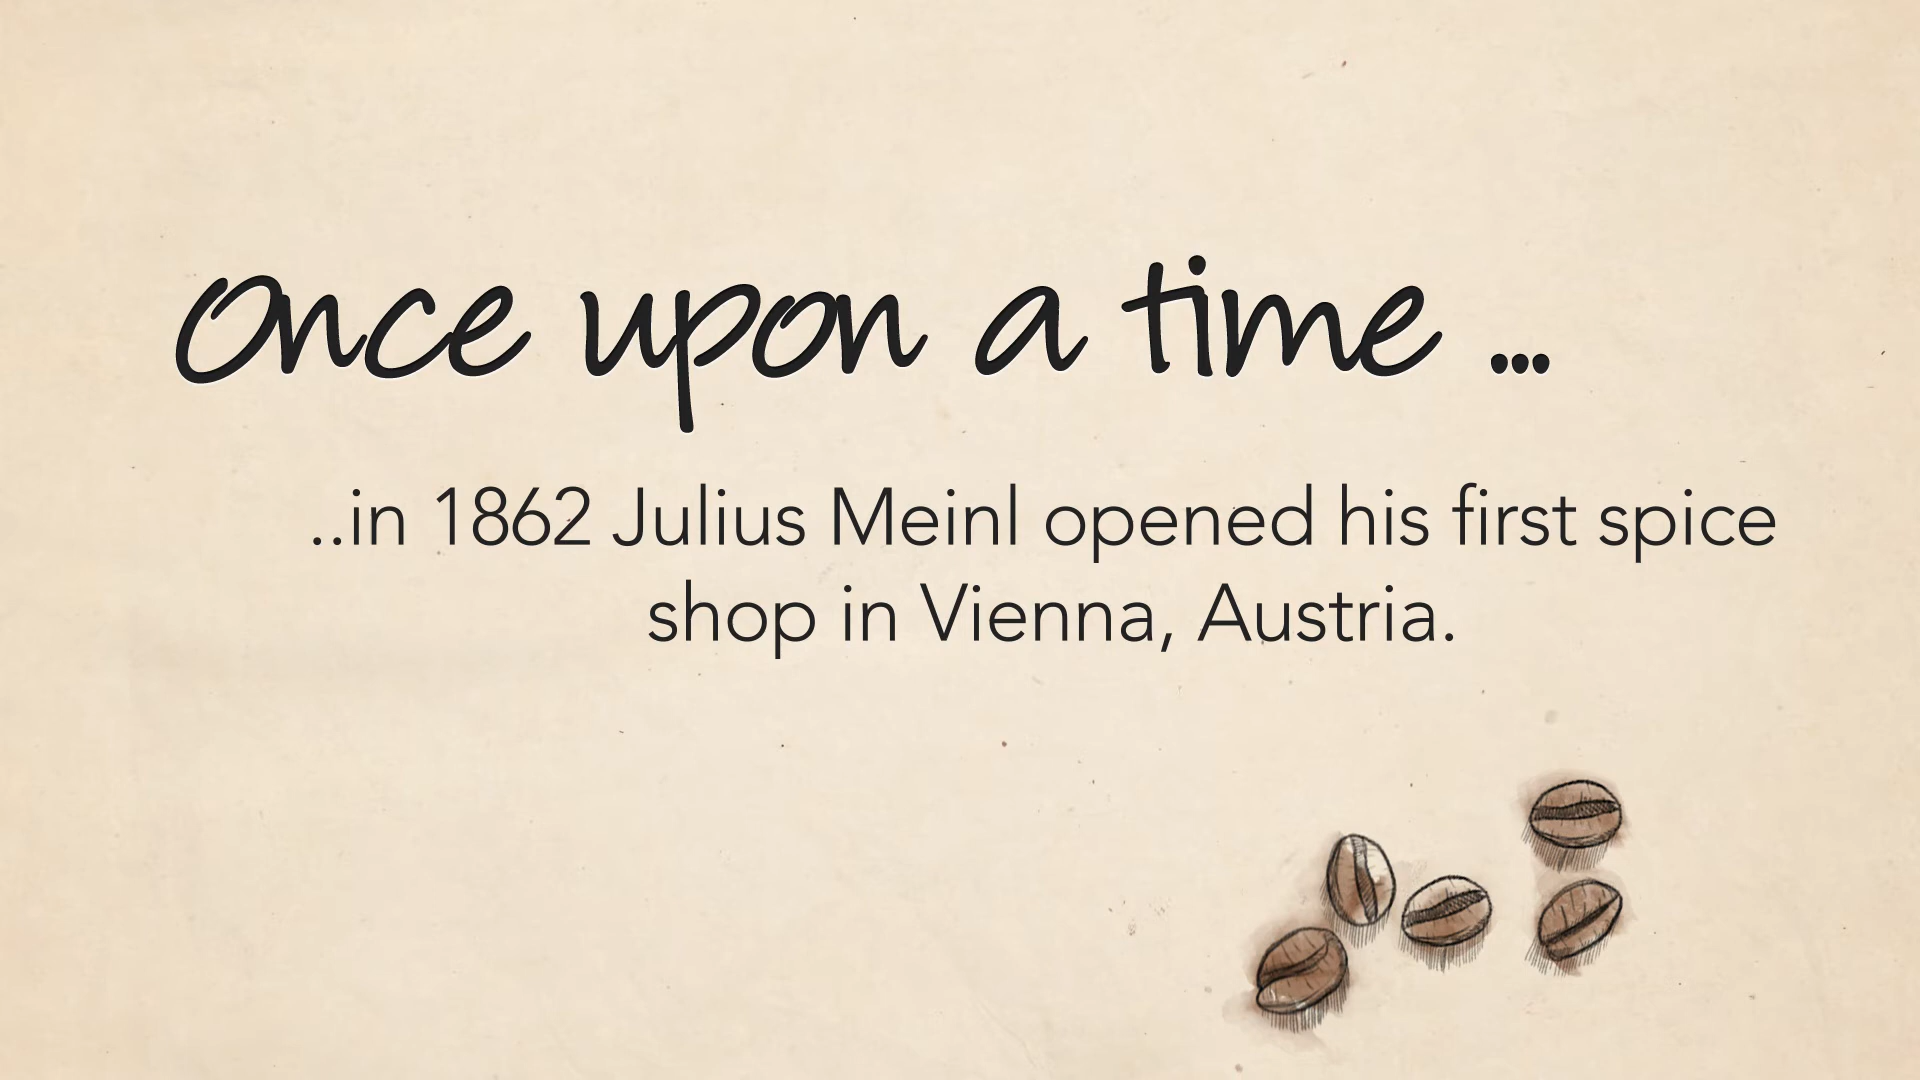 Once upon a time ...
..in 1862 Julius Meinl opened his first spice
shop in Vienna, Austria.